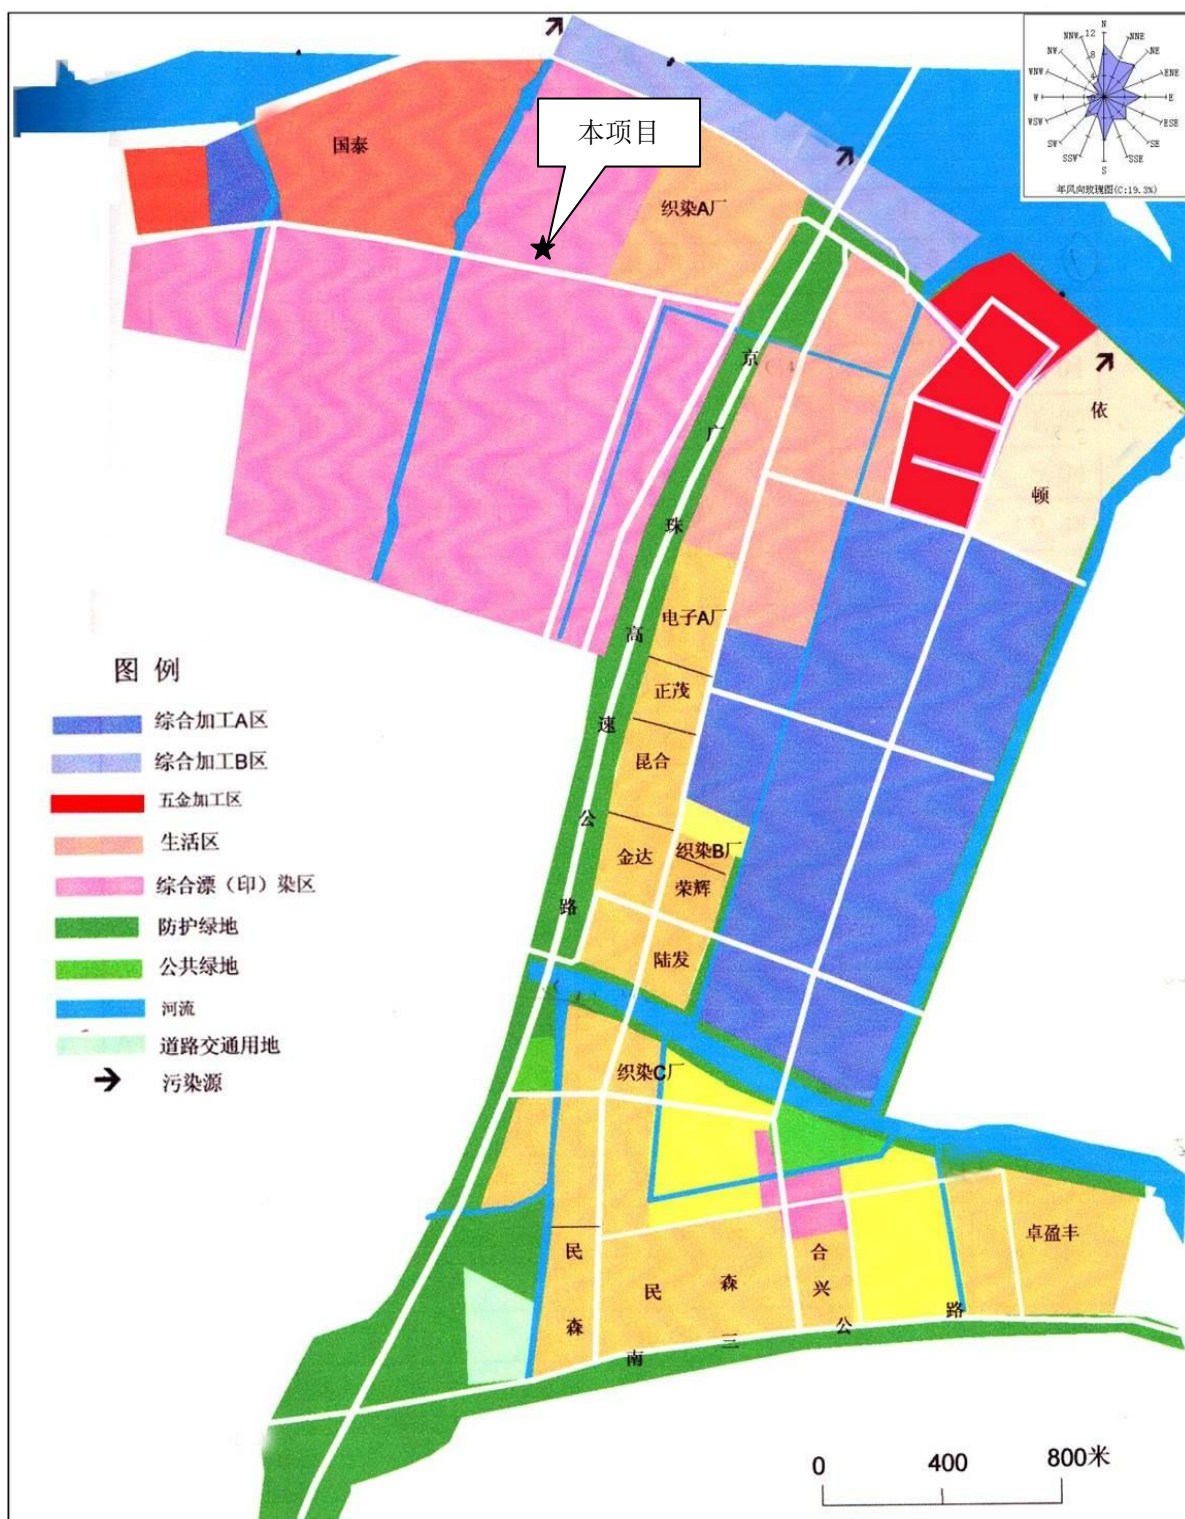 N
NNE
NE
ENE
E
ESE
SE
SSE
S
SSW
SW
WSW
W
WNW
NW
NNW
12
8
4
年风向玫瑰图(C:19.3%)
本项目
国泰
织染A厂
京
广
珠
高
速
公
路
依
顿
电子A厂
正茂
昆合
金达
织染B厂
荣辉
陆发
织染C厂
民
森
民
森
合
兴
卓盈丰
南
三
公
路
图 例
综合加工A区
综合加工B区
五金加工区
生活区
综合漂（印）染区
防护绿地
公共绿地
河流
道路交通用地
污染源
0
400
800米